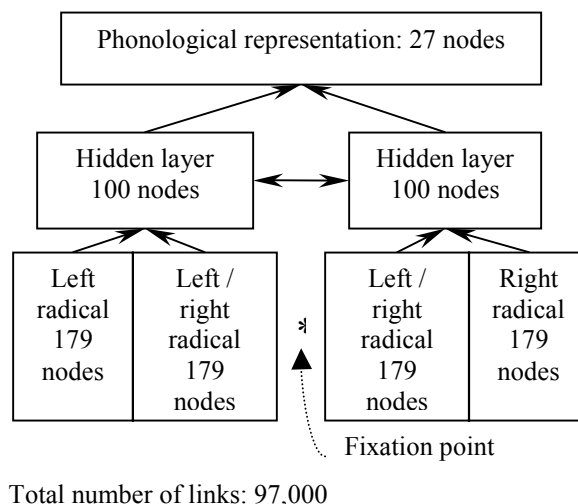 Phonological representation: 27 nodes
Hidden layer
100 nodes
Hidden layer
100 nodes
Left
radical
179
nodes
Left /
right
radical
179
nodes
*
Left /
right
radical
179
nodes
Right
radical
179
nodes
Fixation point
Total number of links: 97,000